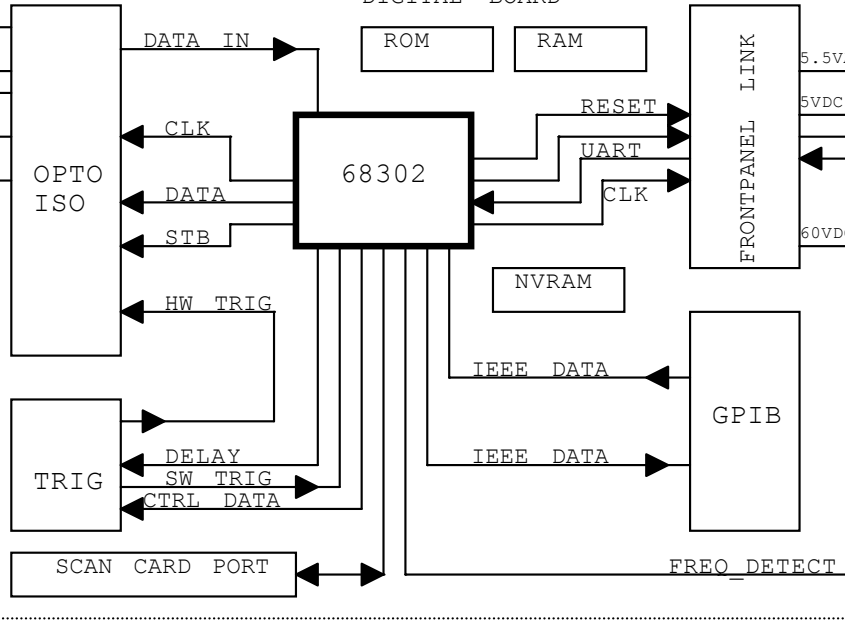 DIGITAL BOARD
DATA IN
ROM
RAM
FRONTPANEL LINK
5.5V
5VDC
RESET
CLK
UART
68302
OPTO
ISO
DATA
CLK
STB
60VD
HW TRIG
NVRAM
IEEE DATA
GPIB
DELAY
IEEE DATA
TRIG
SW TRIG
CTRL DATA
SCAN CARD PORT
FREQ_DETECT